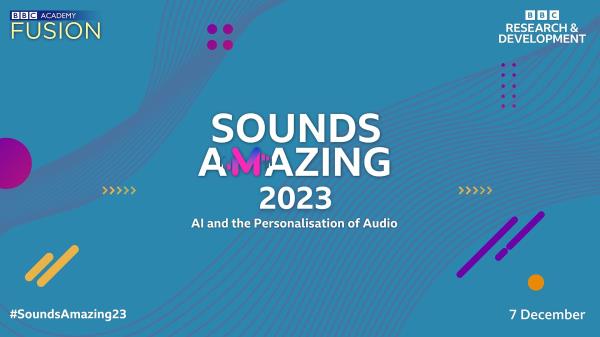 BBC ACADEMY
FUSION
BBC
RESEARCH &
DEVELOPMENT
SOUNDS
AMAZING
2023
AI and the Personalisation of Audio
#SoundsAmazing23
7 December